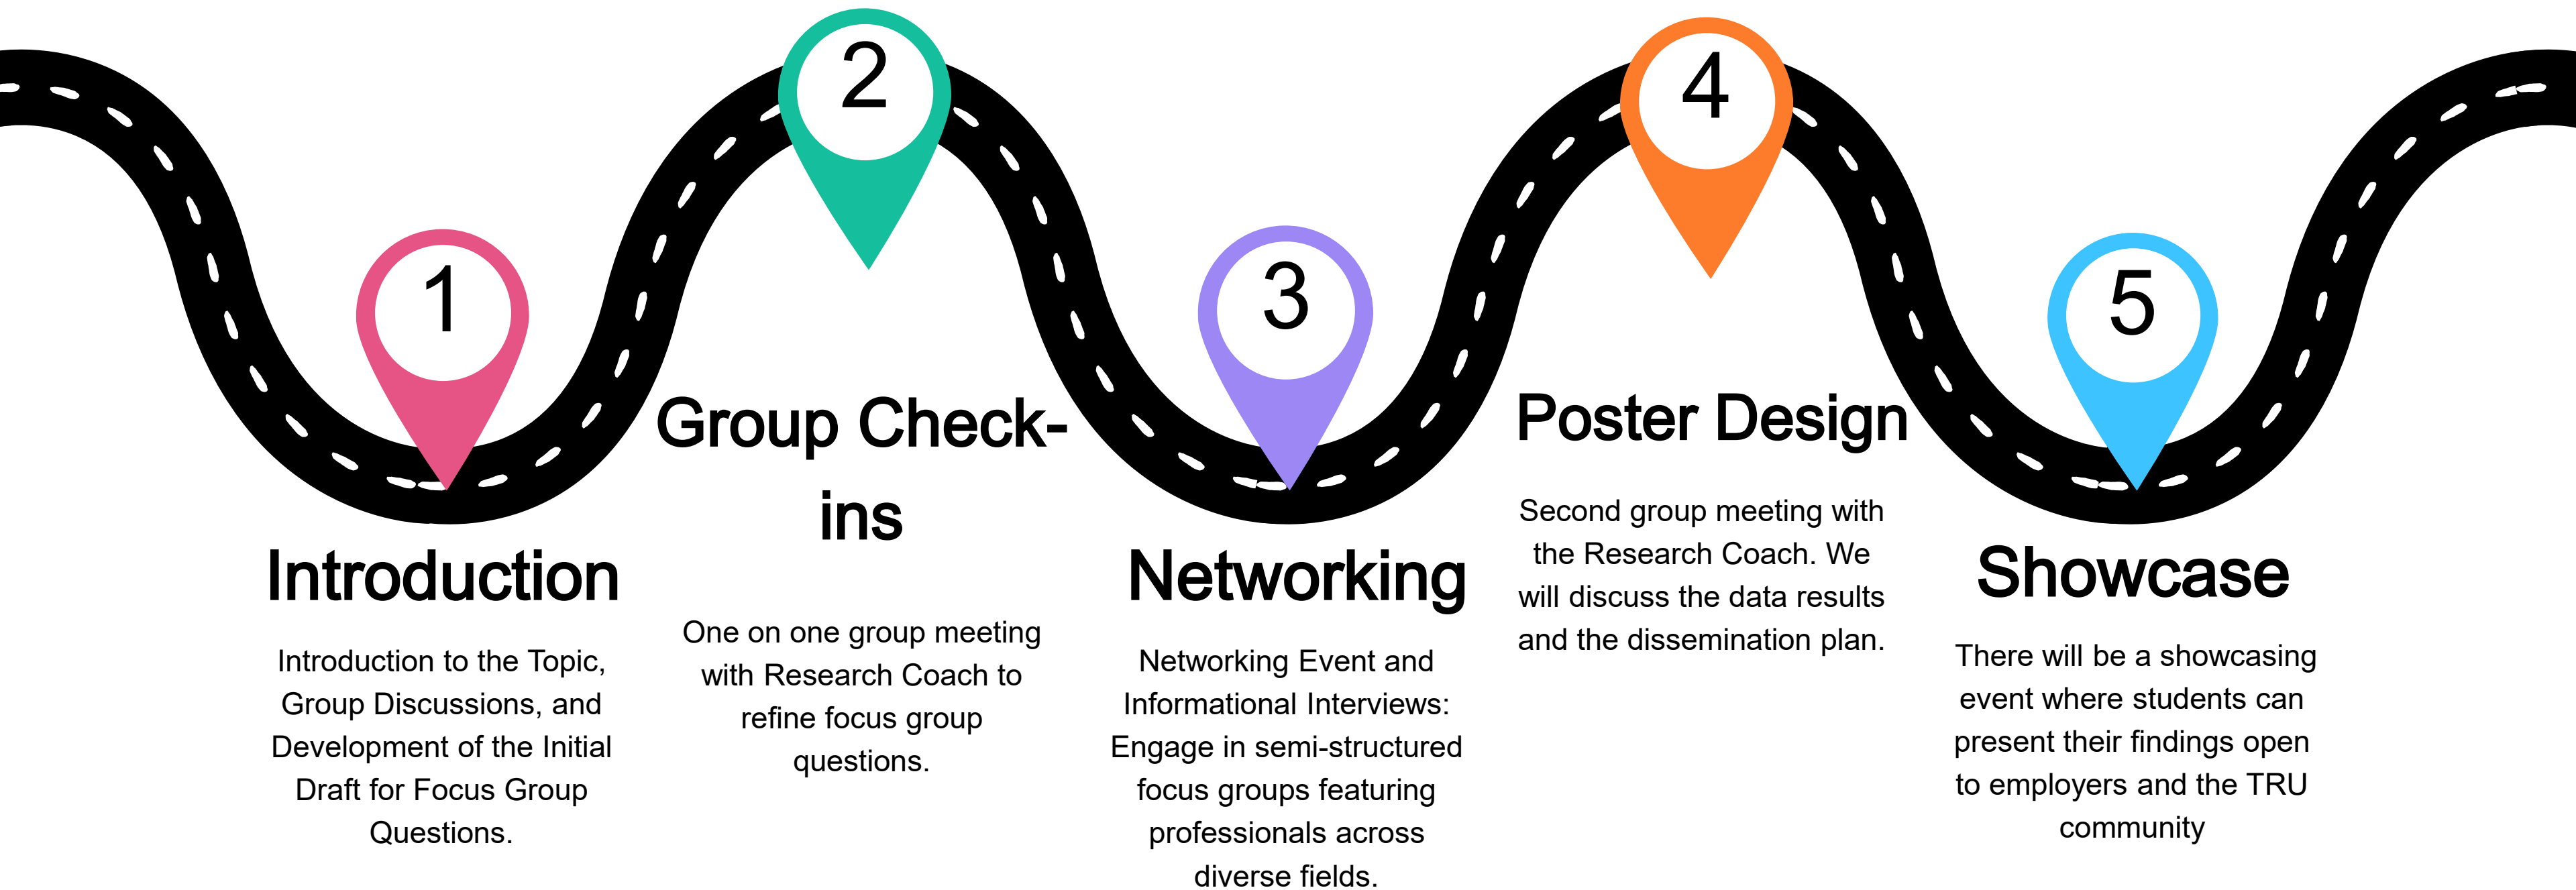 1
Introduction
Introduction to the Topic,
Group Discussions, and
Development of the Initial
Draft for Focus Group
Questions.
2
Group Check-
ins
One on one group meeting
with Research Coach to
refine focus group
questions.
3
Networking
Networking Event and
Informational Interviews:
Engage in semi-structured
focus groups featuring
professionals across
diverse fields.
4
Poster Design
Second group meeting with
the Research Coach. We
will discuss the data results
and the dissemination plan.
5
Showcase
There will be a showcasing
event where students can
present their findings open
to employers and the TRU
community